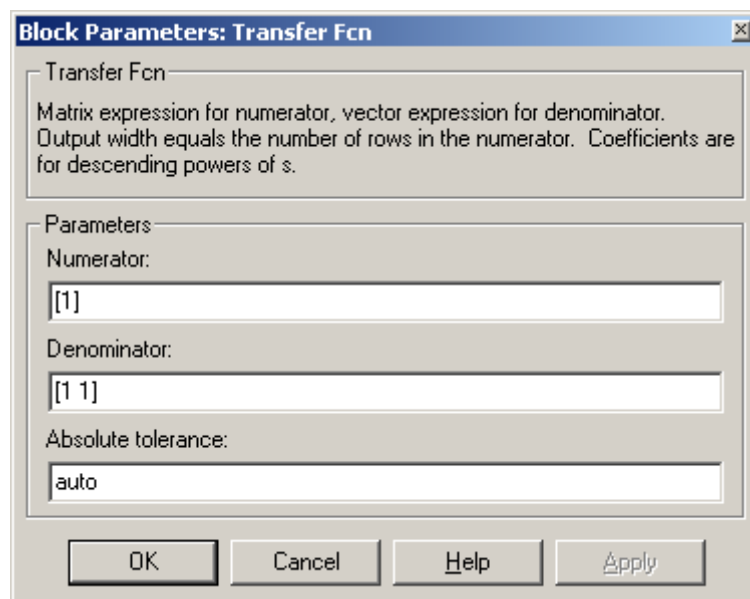 Block Parameters: Transfer Fcn
Transfer Fcn
Matrix expression for numerator, vector expression for denominator.
Output width equals the number of rows in the numerator.  Coefficients are
for descending powers of s.
Parameters
Numerator:
[1]
Denominator:
[1 1]
Absolute tolerance:
auto
OK Cancel Help Apply